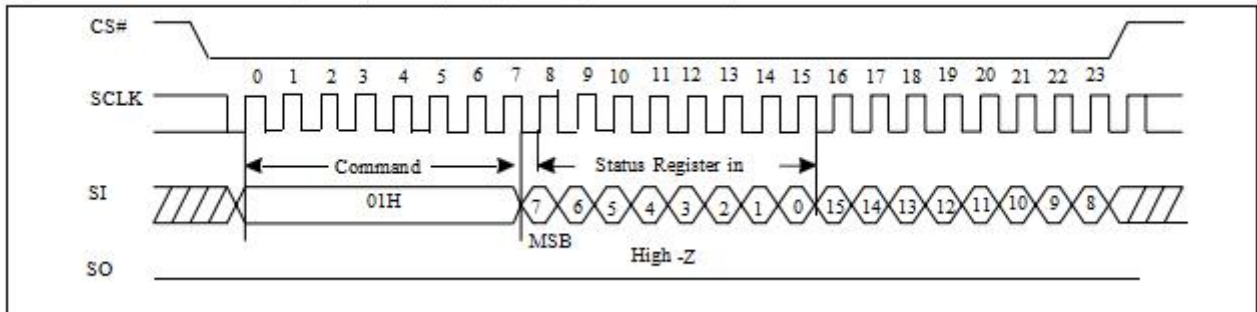 CS#
0 1 2 3 4 5 6 7 8 9 10 11 12 13 14 15 16 17 18 19 20 21 22 23
SCLK
Command Status Register in
SI 01H 7 6 5 4 3 2 1 0 15 14 13 12 11 10 9 8
MSB High -Z
SO